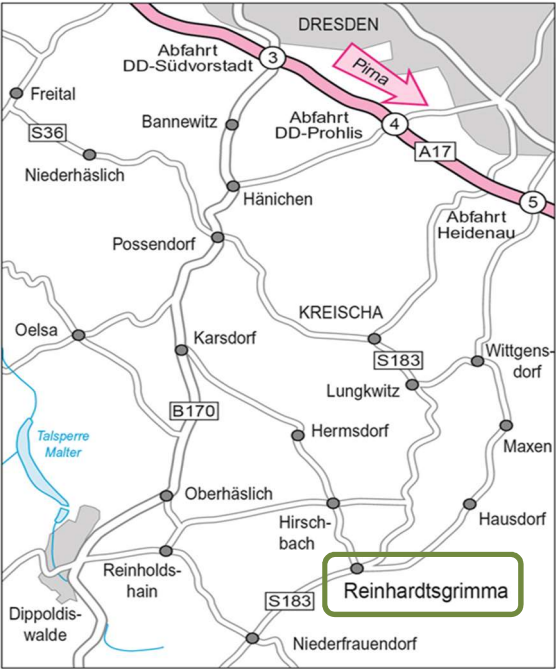 DRESDEN
Abfahrt
DD-Südvorstadt
3
Pirna
Freital
Bannewitz
Abfahrt
DD-Prohlis
4
S36
A17
Niederhäslich
Hänichen
5
Abfahrt
Heidenau
Possendorf
KREISCHA
Oelsa
Karsdorf
S183
Wittgens-
dorf
Lungkwitz
B170
Talsperre
Malter
Hermsdorf
Maxen
Oberhäslich
Hirsch-
bach
Hausdorf
Reinholds-
hain
Reinhardtsgrimma
S183
Dippoldis-
walde
Niederfrauendorf